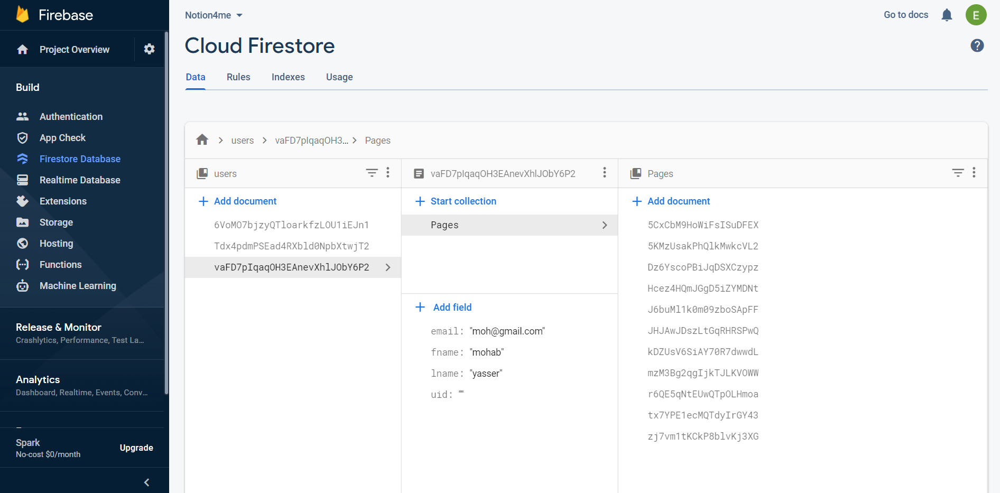 Firebase
Project Overview
Build
Authentication
App Check
Firestore Database
Realtime Database
Extensions
Storage
Hosting
Functions
Machine Learning
Release & Monitor
Crashlytics, Performance, Test La...
Analytics
Dashboard, Realtime, Events, Conv...
Spark
No-cost $0/month
Upgrade
Notion4me
Go to docs
E
Cloud Firestore
?
Data Rules Indexes Usage
users vaFD7pIqaqOH3... Pages
users
Add document
6VoMO7bjzyQTloarkfzLOU1iEJn1
Tdx4pdmPSEad4RXbld0NpbXtwjT2
vaFD7pIqaqOH3EAnevXhlJObY6P2
vaFD7pIqaqOH3EAnevXhlJObY6P2
Start collection
Pages
Add field
email: "moh@gmail.com"
fname: "mohab"
lname: "yasser"
uid: ""
Pages
Add document
5CxCbM9HoWiFsISuDFEX
5KMzUsakPhQlkMwkcVL2
Dz6YscoPBiJqDSXCzypz
Hcez4HQmJGgD5iZYMDNt
J6buMl1k0m09zboSApFF
JHJAwJDszLtGqRHRSPwQ
kDZUsV6SiAY70R7dwwdL
mzM3Bg2qgIjkTJLKVOWW
r6QE5qNtEUwQTpOLHmoa
tx7YPE1ecMQTdyIrGY43
zj7vm1tKCkP8blvKj3XG